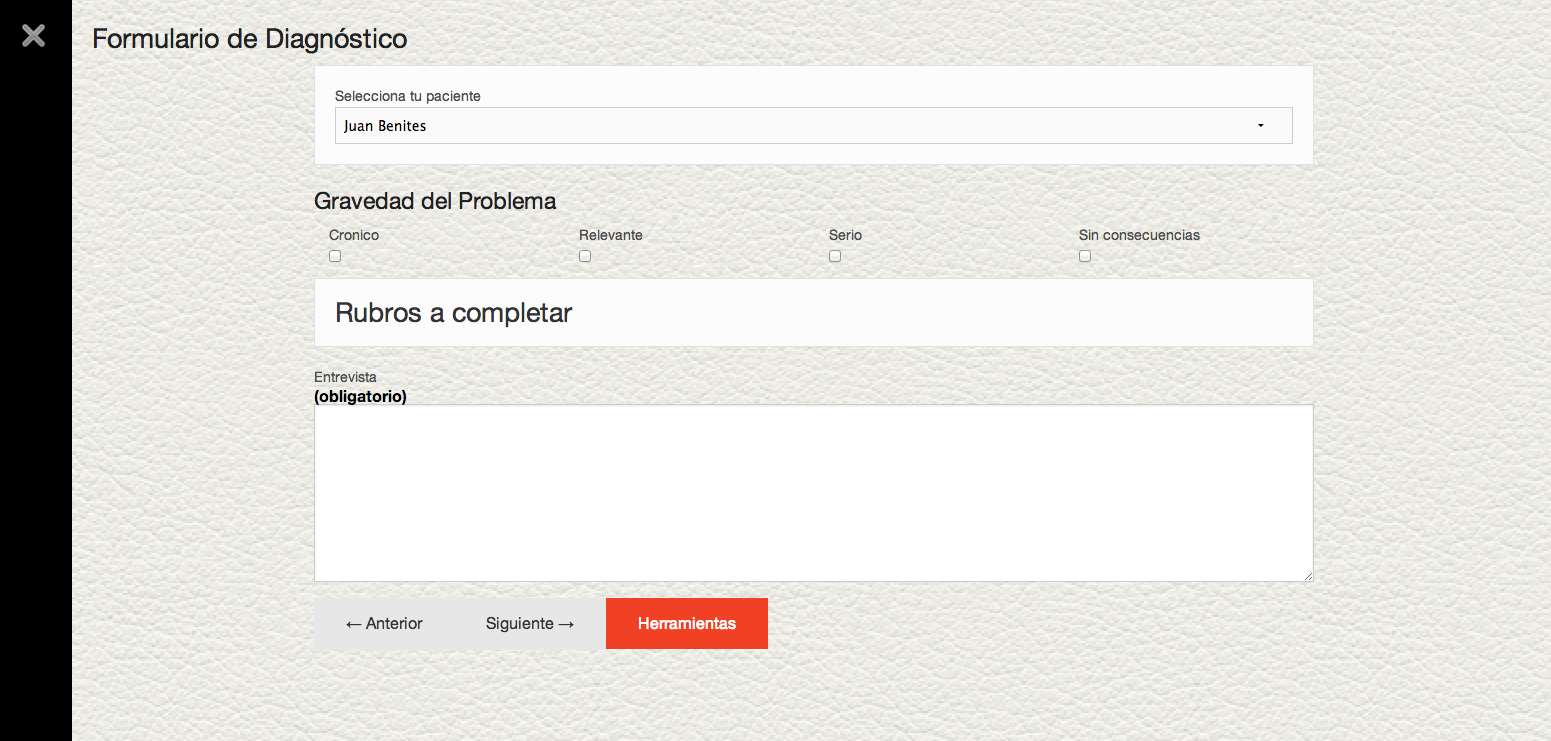 Formulario de Diagnóstico
Selecciona tu paciente
Juan Benites
Gravedad del Problema
Cronico Relevante Serio Sin consecuencias
Rubros a completar
Entrevista
(obligatorio)
← Anterior Siguiente → Herramientas